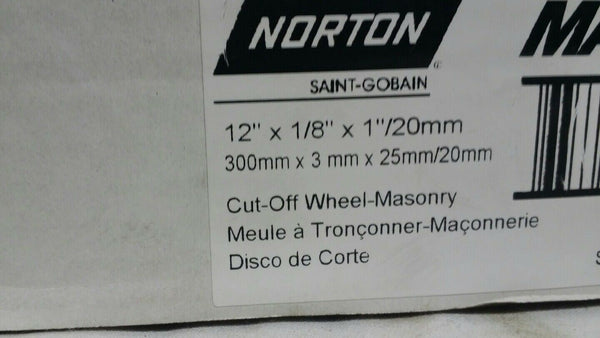 NORTON
MA
SAINT-GOBAIN
12" x 1/8" x 1"/20mm
300mm x 3 mm x 25mm/20mm
Cut-Off Wheel-Masonry
Meule à Tronçonner-Maçonnerie
Disco de Corte